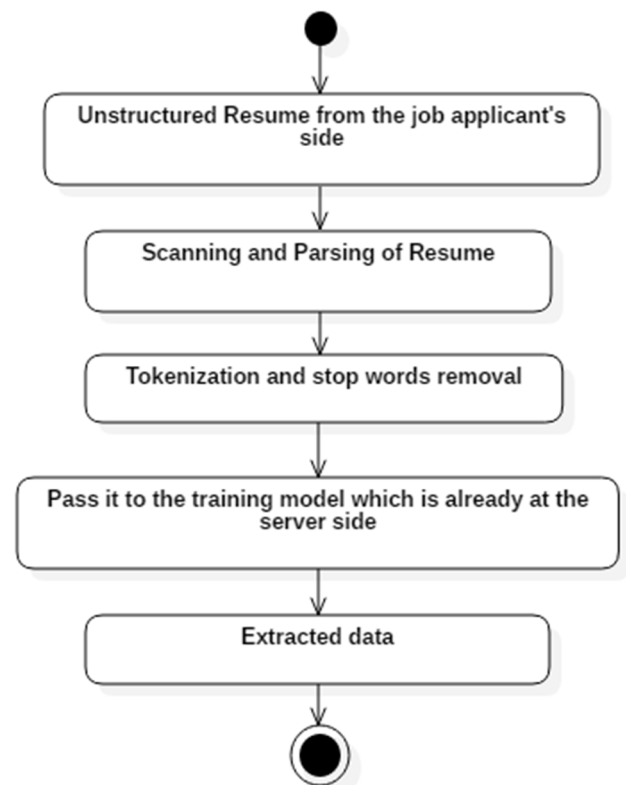 Unstructured Resume from the job applicant's
side
Scanning and Parsing of Resume
Tokenization and stop words removal
Pass it to the training model which is already at the
server side
Extracted data